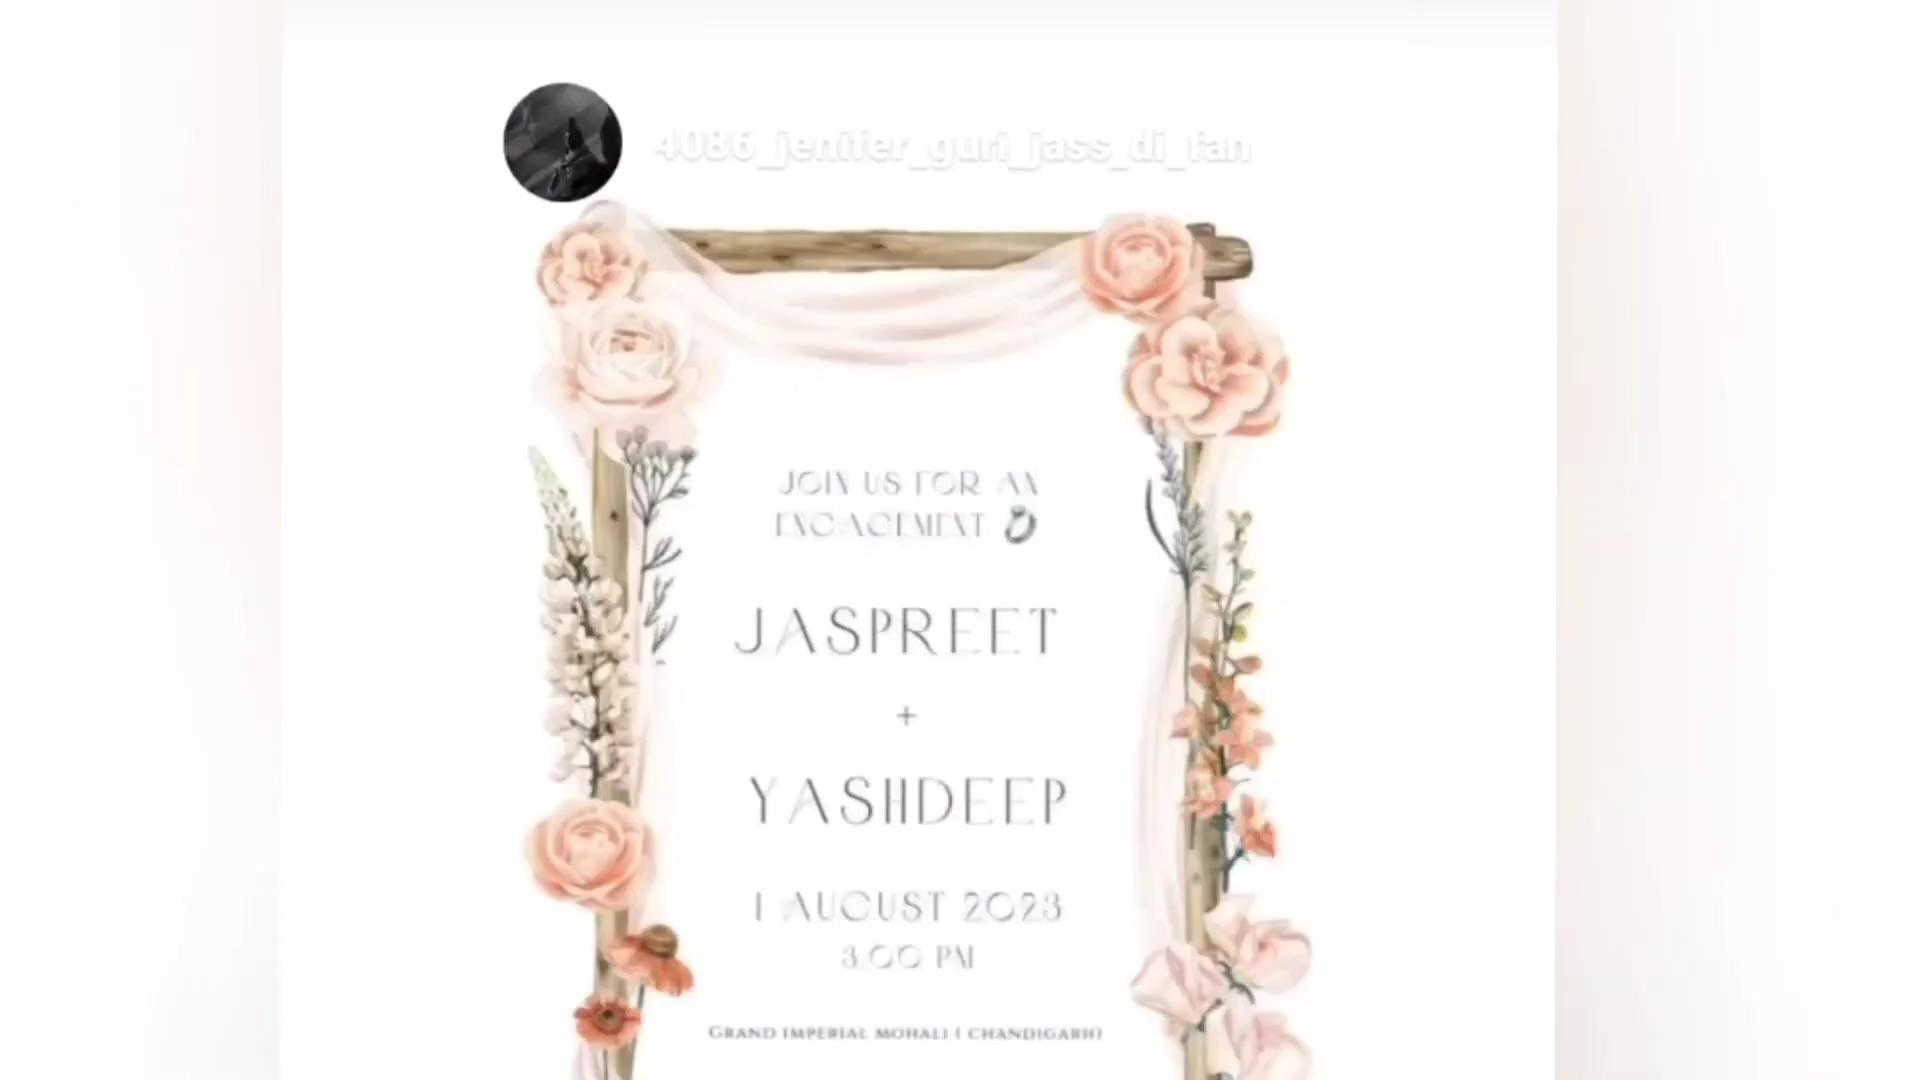 4086_jenifer_guri_jass_di_fan
JOIN US FOR AN
ENGAGEMENT
JASPREET
+
YASHDEEP
1 AUGUST 2023
3.00 PM
GRAND IMPERIAL MOHALI ( CHANDIGARH)